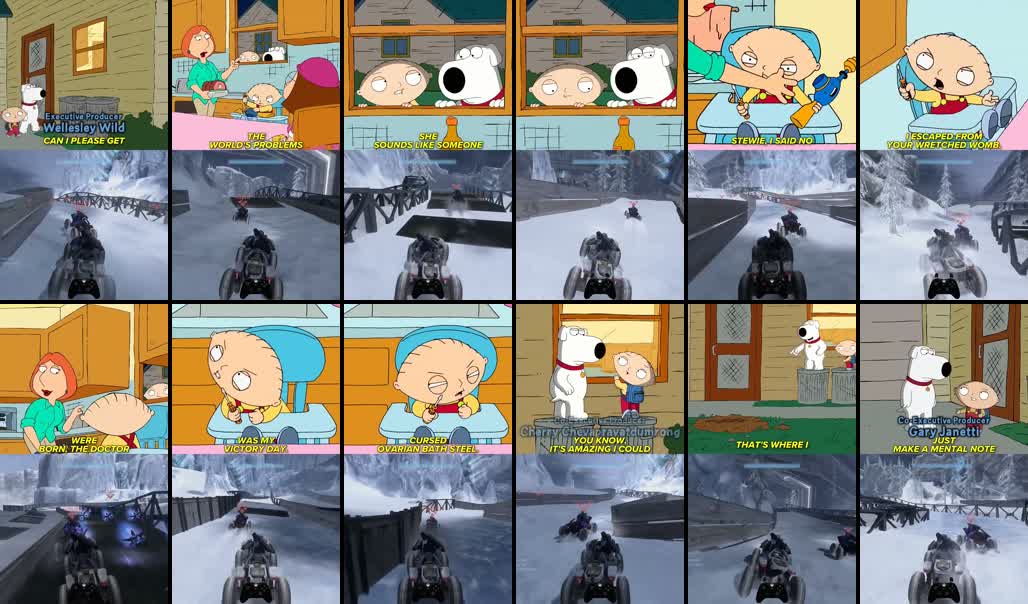 Executive Producer
Wellesley Wild
CAN I PLEASE GET
THE
WORLD'S PROBLEMS
SHE
SOUNDS LIKE SOMEONE
STEWIE, I SAID NO
I ESCAPED FROM
YOUR WRETCHED WOMB.
WERE
BORN. THE DOCTOR
WAS MY
VICTORY DAY.
CURSED
OVARIAN BATH STEEL.
Cherry Chevapravatdumrong
YOU KNOW,
IT'S AMAZING I COULD
THAT'S WHERE I
Co-Executive Producer
Gary Janetti
JUST
MAKE A MENTAL NOTE